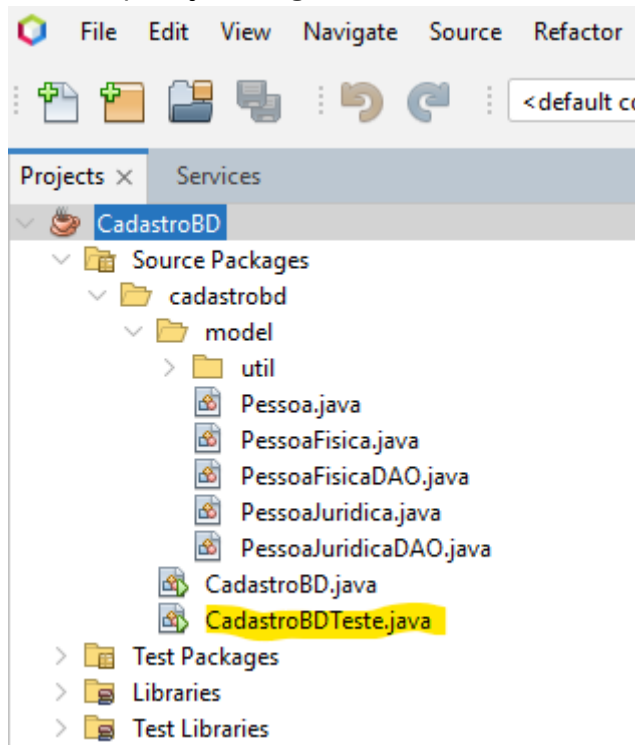 File Edit View Navigate Source Refactor
<default co
Projects × Services
CadastroBD
Source Packages
cadastrobd
model
util
Pessoa.java
PessoaFisica.java
PessoaFisicaDAO.java
PessoaJuridica.java
PessoaJuridicaDAO.java
CadastroBD.java
CadastroBDTeste.java
Test Packages
Libraries
Test Libraries